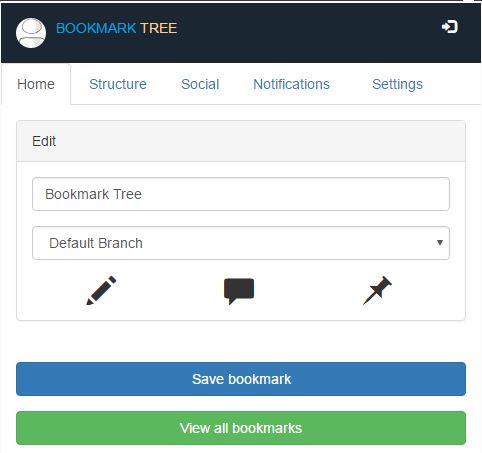 BOOKMARK TREE
Home Structure Social Notifications Settings
Edit
Bookmark Tree
Default Branch
Save bookmark
View all bookmarks